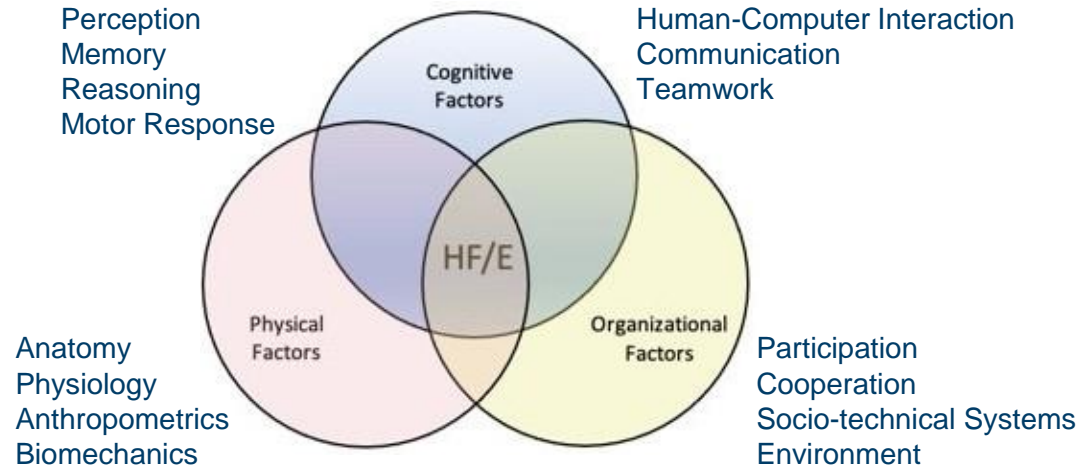 Perception
Memory
Reasoning
Motor Response
Human-Computer Interaction
Communication
Teamwork
Cognitive
Factors
HF/E
Physical
Factors
Organizational
Factors
Anatomy
Physiology
Anthropometrics
Biomechanics
Participation
Cooperation
Socio-technical Systems
Environment